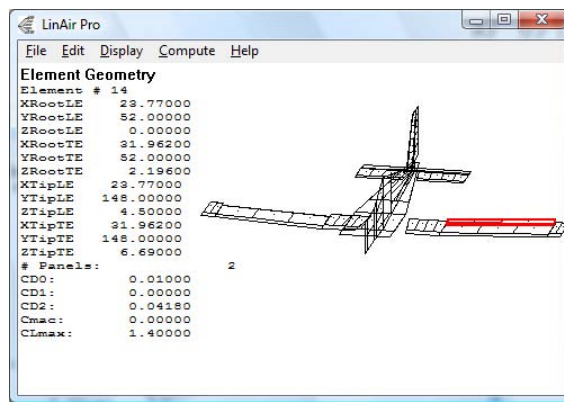 LinAir Pro
File Edit Display Compute Help
Element Geometry
Element # 14
XRootLE 23.77000
YRootLE 52.00000
ZRootLE 0.00000
XRootTE 31.96200
YRootTE 52.00000
ZRootTE 2.19600
XTipLE 23.77000
YTipLE 148.00000
ZTipLE 4.50000
XTipTE 31.96200
YTipTE 148.00000
ZTipTE 6.69000
# Panels: 2
CD0: 0.01000
CD1: 0.00000
CD2: 0.04180
Cmac: 0.00000
CLmax: 1.40000